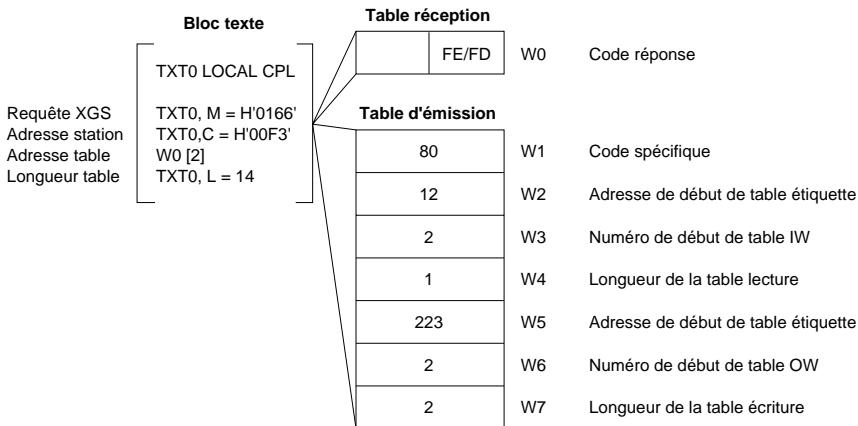 Bloc texte
TXT0 LOCAL CPL
Requête XGS TXT0, M = H'0166'
Adresse station TXT0,C = H'00F3'
Adresse table W0 [2]
Longueur table TXT0, L = 14
Table réception
FE/FD W0 Code réponse
Table d'émission
80 W1 Code spécifique
12 W2 Adresse de début de table étiquette
2 W3 Numéro de début de table IW
1 W4 Longueur de la table lecture
223 W5 Adresse de début de table étiquette
2 W6 Numéro de début de table OW
2 W7 Longueur de la table écriture